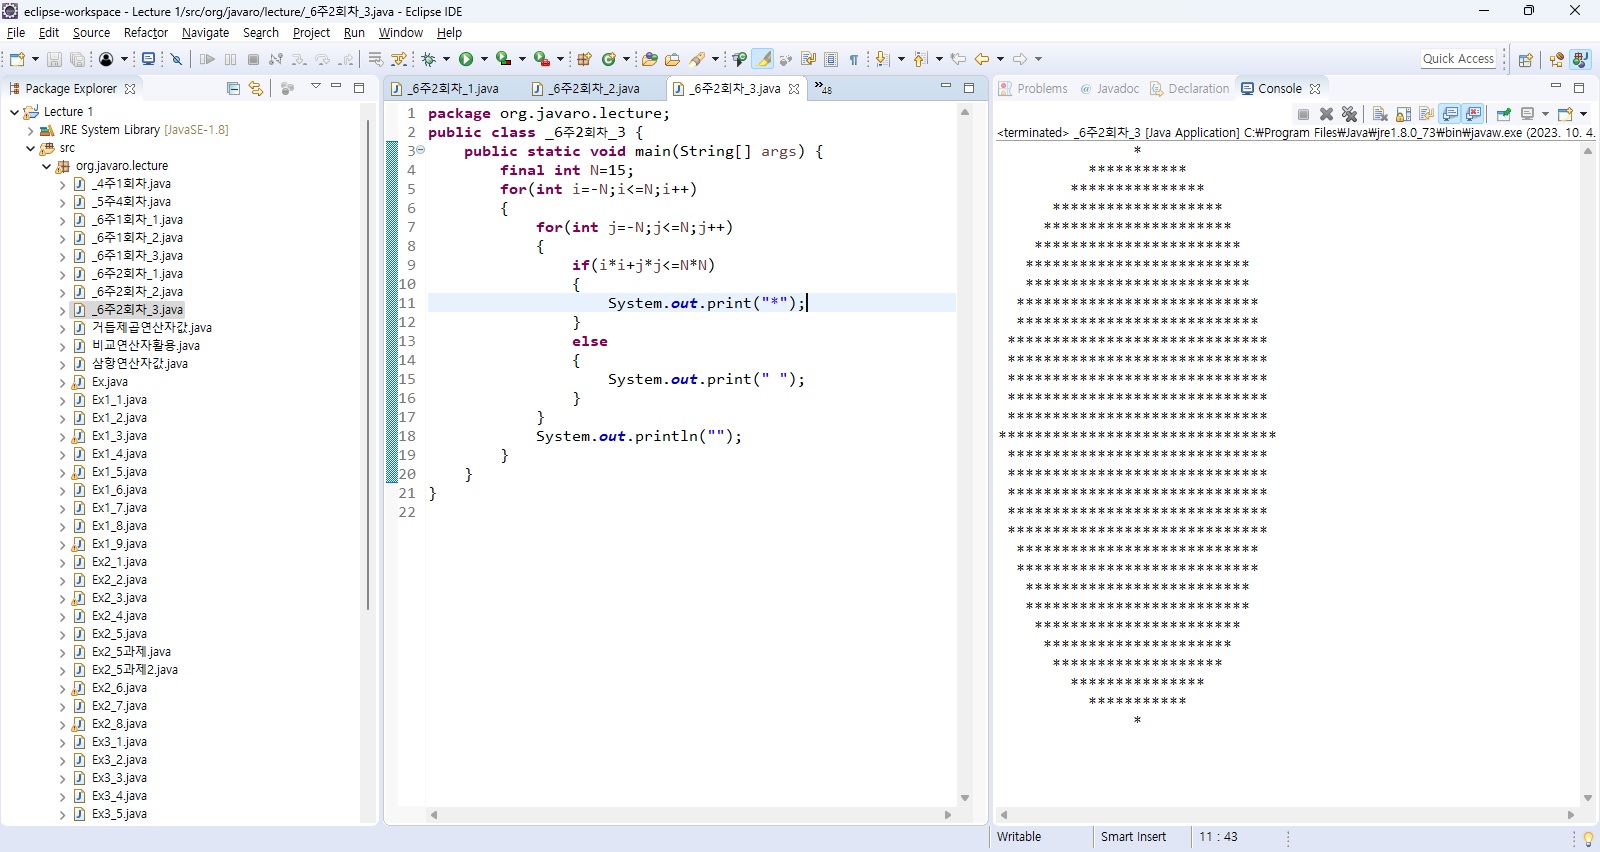 eclipse-workspace - Lecture 1/src/org/javaro/lecture/_6주2회차_3.java - Eclipse IDE
File Edit Source Refactor Navigate Search Project Run Window Help
Quick Access
Package Explorer
Lecture 1
JRE System Library [JavaSE-1.8]
src
org.javaro.lecture
_4주1회차.java
_5주4회차.java
_6주1회차_1.java
_6주1회차_2.java
_6주1회차_3.java
_6주2회차_1.java
_6주2회차_2.java
_6주2회차_3.java
거듭제곱연산자값.java
비교연산자활용.java
삼항연산자값.java
Ex.java
Ex1_1.java
Ex1_2.java
Ex1_3.java
Ex1_4.java
Ex1_5.java
Ex1_6.java
Ex1_7.java
Ex1_8.java
Ex1_9.java
Ex2_1.java
Ex2_2.java
Ex2_3.java
Ex2_4.java
Ex2_5.java
Ex2_5과제.java
Ex2_5과제2.java
Ex2_6.java
Ex2_7.java
Ex2_8.java
Ex3_1.java
Ex3_2.java
Ex3_3.java
Ex3_4.java
Ex3_5.java
_6주2회차_1.java _6주2회차_2.java _6주2회차_3.java »48
1 package org.javaro.lecture;
2 public class _6주2회차_3 {
3     public static void main(String[] args) {
4         final int N=15;
5         for(int i=-N;i<=N;i++)
6         {
7             for(int j=-N;j<=N;j++)
8             {
9                 if(i*i+j*j<=N*N)
10                 {
11                     System.out.print("*");
12                 }
13                 else
14                 {
15                     System.out.print(" ");
16                 }
17             }
18             System.out.println("");
19         }
20     }
21 }
22
Problems @ Javadoc Declaration Console
<terminated> _6주2회차_3 [Java Application] C:₩Program Files₩Java₩jre1.8.0_73₩bin₩javaw.exe (2023. 10. 4.
               *
          ***********
        ***************
      *******************
     *********************
    ***********************
   *************************
   *************************
  ***************************
  ***************************
 *****************************
 *****************************
 *****************************
 *****************************
 *****************************
*******************************
 *****************************
 *****************************
 *****************************
 *****************************
 *****************************
  ***************************
  ***************************
   *************************
   *************************
    ***********************
     *********************
      *******************
        ***************
          ***********
               *
Writable Smart Insert 11 : 43